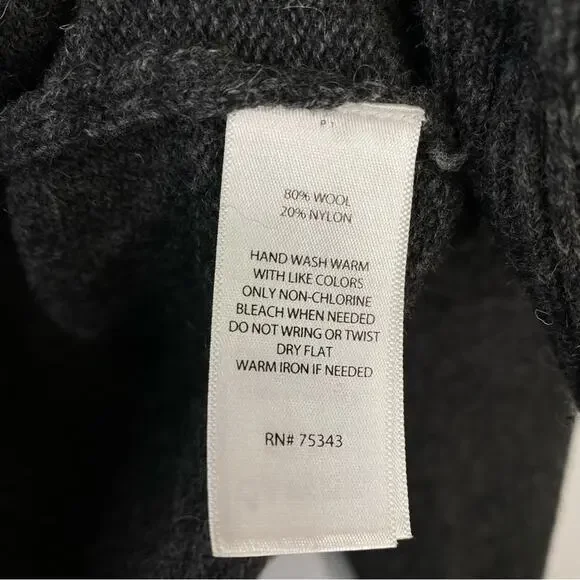 80% WOOL
20% NYLON
HAND WASH WARM
WITH LIKE COLORS
ONLY NON-CHLORINE
BLEACH WHEN NEEDED
DO NOT WRING OR TWIST
DRY FLAT
WARM IRON IF NEEDED
RN# 75343